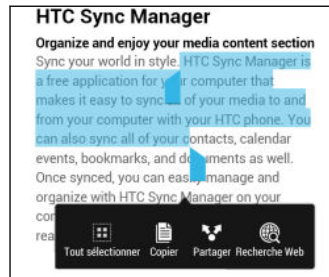 HTC Sync Manager
Organize and enjoy your media content section
Sync your world in style. HTC Sync Manager is
a free application for your computer that
makes it easy to sync all of your media to and
from your computer with your HTC phone. You
can also sync all of your contacts, calendar
events, bookmarks, and documents as well.
Once synced, you can easily manage and
organize with HTC Sync Manager on your
Tout sélectionner Copier Partager Recherche Web